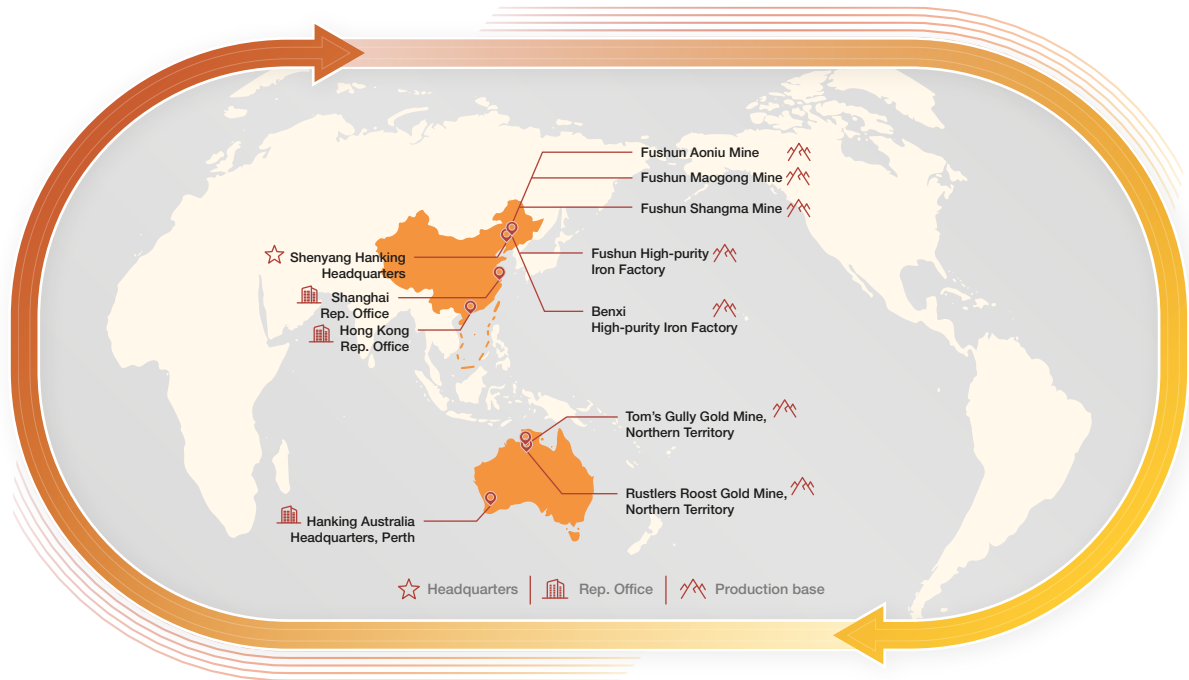 Fushun Aoniu Mine
Fushun Maogong Mine
Fushun Shangma Mine
Shenyang Hanking
Headquarters
Fushun High-purity
Iron Factory
Shanghai
Rep. Office
Hong Kong
Rep. Office
Benxi
High-purity Iron Factory
Tom’s Gully Gold Mine,
Northern Territory
Rustlers Roost Gold Mine,
Northern Territory
Hanking Australia
Headquarters, Perth
Headquarters
Rep. Office
Production base